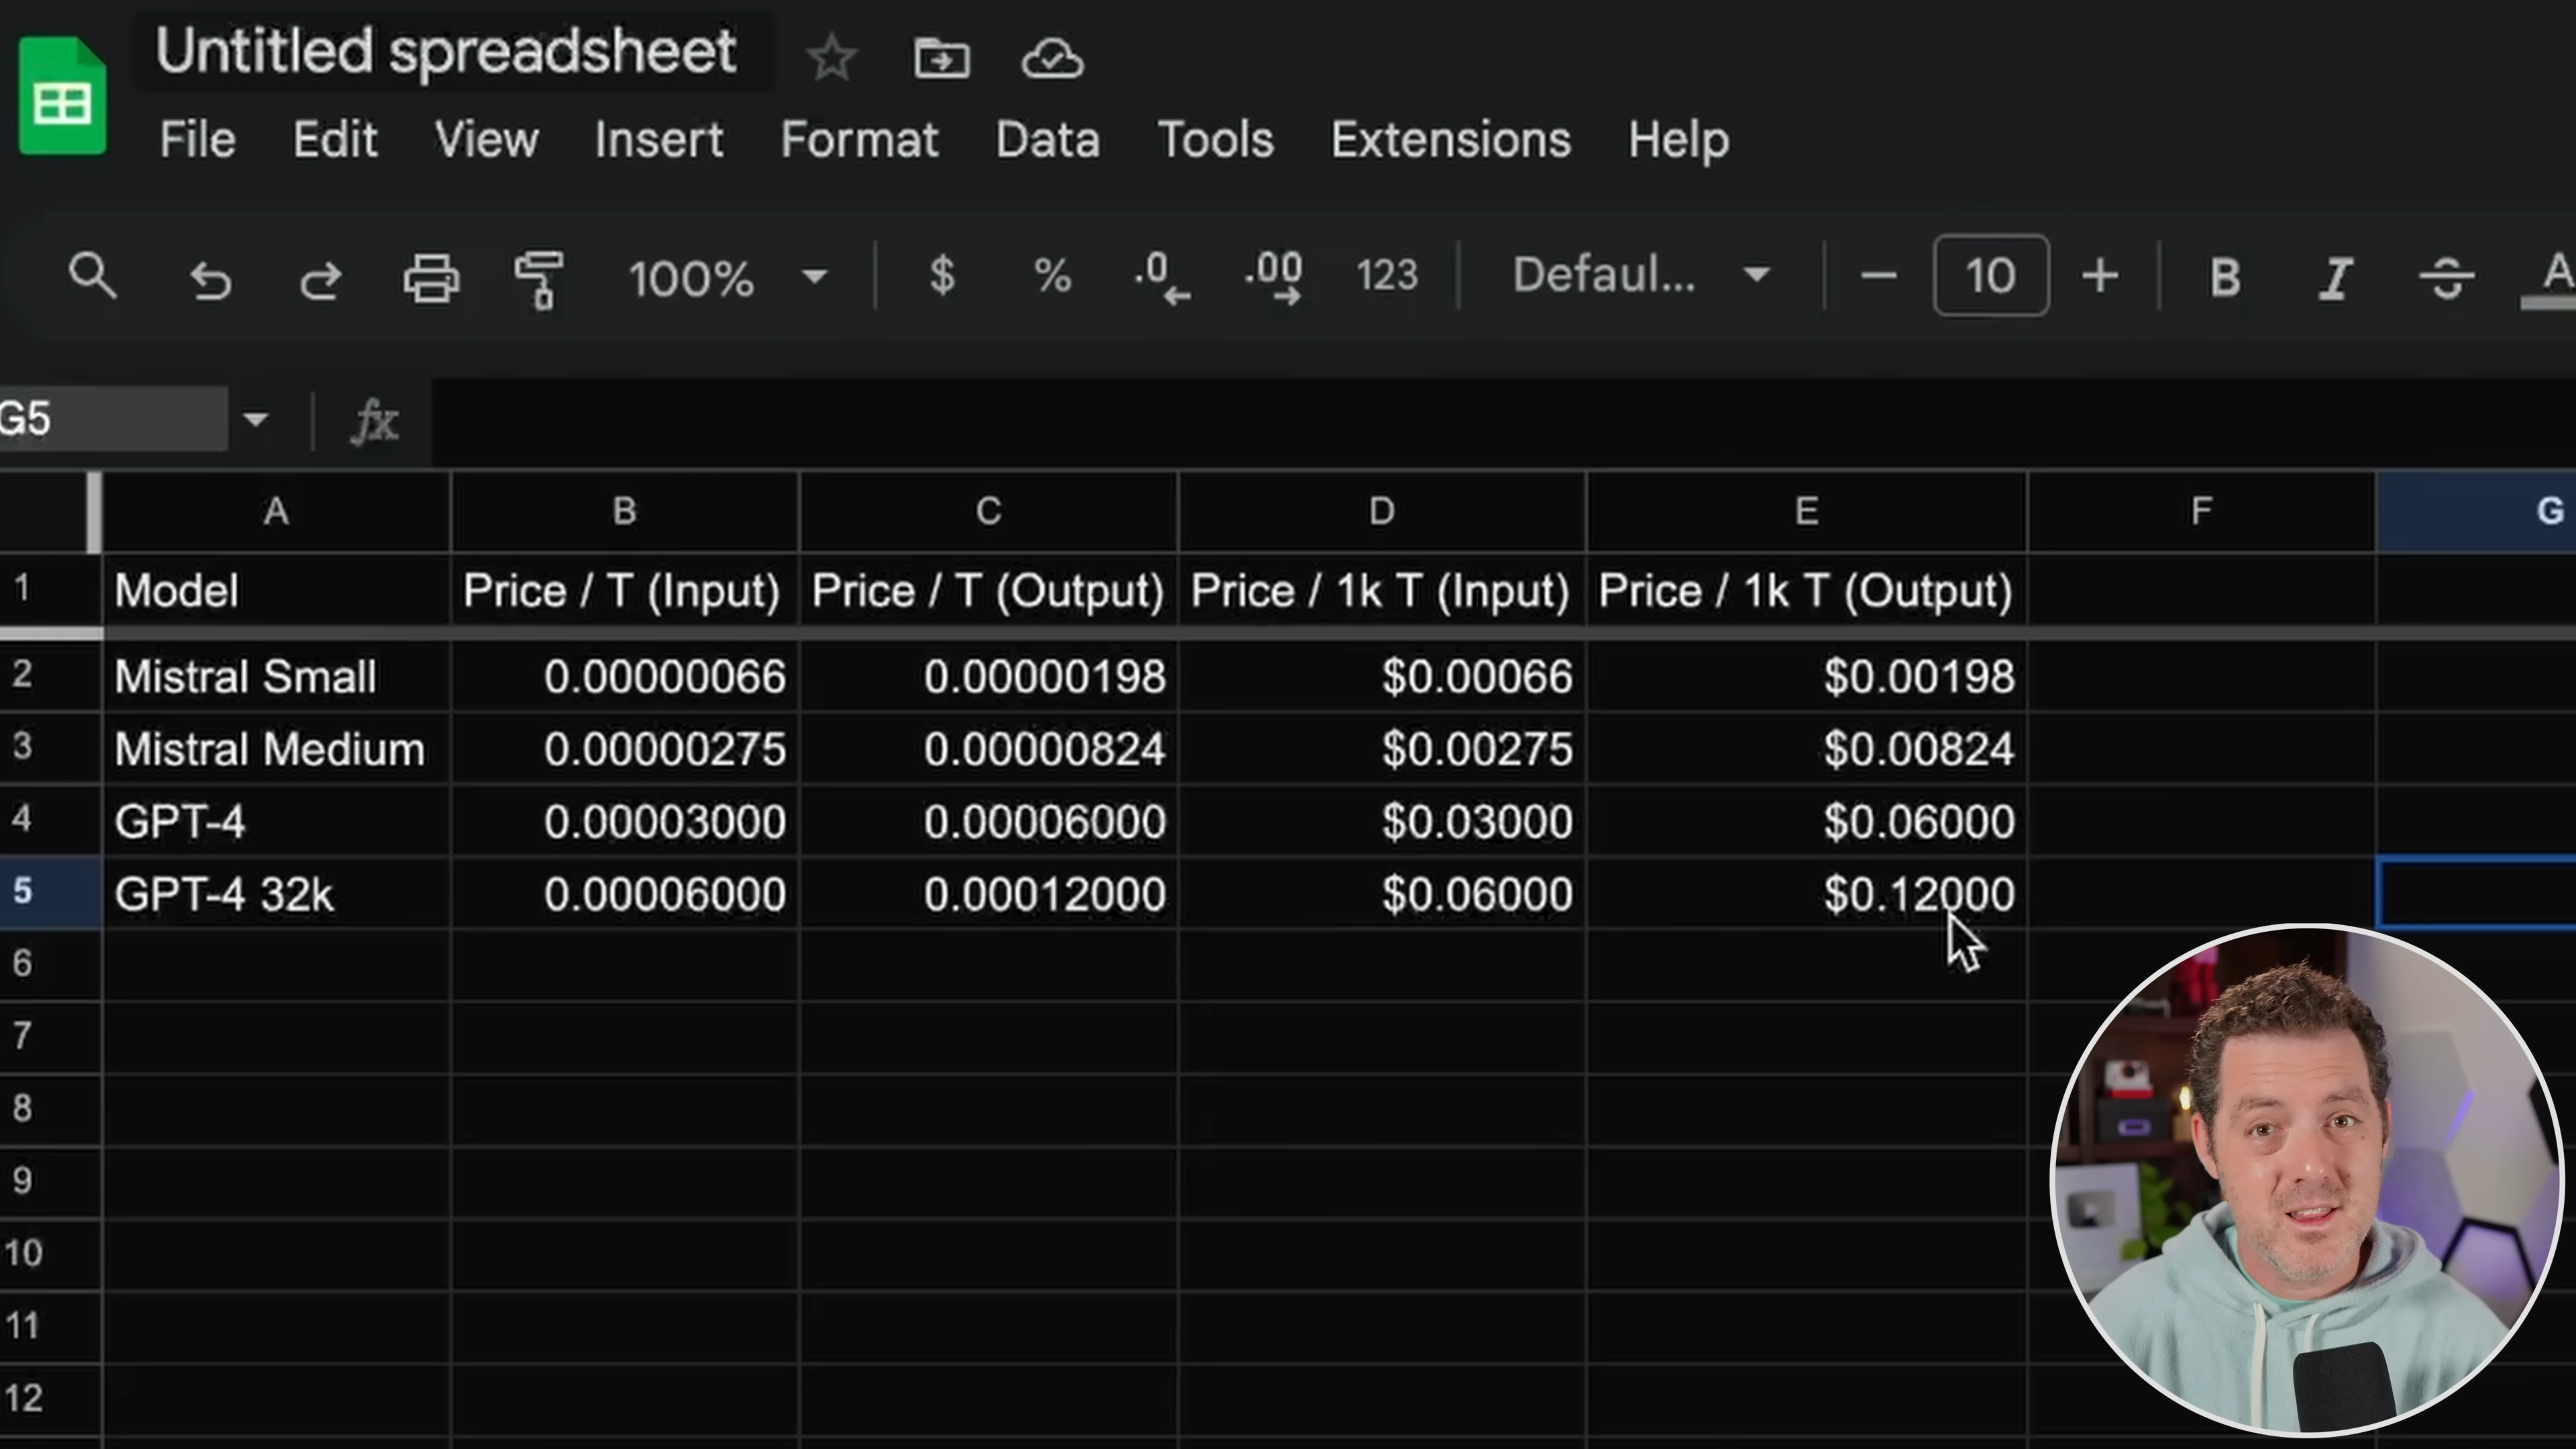 Untitled spreadsheet
File Edit View Insert Format Data Tools Extensions Help
100% $ % .0 .00 123 Defaul... 10 B I S A
G5 fx
A B C D E F G
1 Model Price / T (Input) Price / T (Output) Price / 1k T (Input) Price / 1k T (Output)
2 Mistral Small 0.00000066 0.00000198 $0.00066 $0.00198
3 Mistral Medium 0.00000275 0.00000824 $0.00275 $0.00824
4 GPT-4 0.00003000 0.00006000 $0.03000 $0.06000
5 GPT-4 32k 0.00006000 0.00012000 $0.06000 $0.12000
6
7
8
9
10
11
12